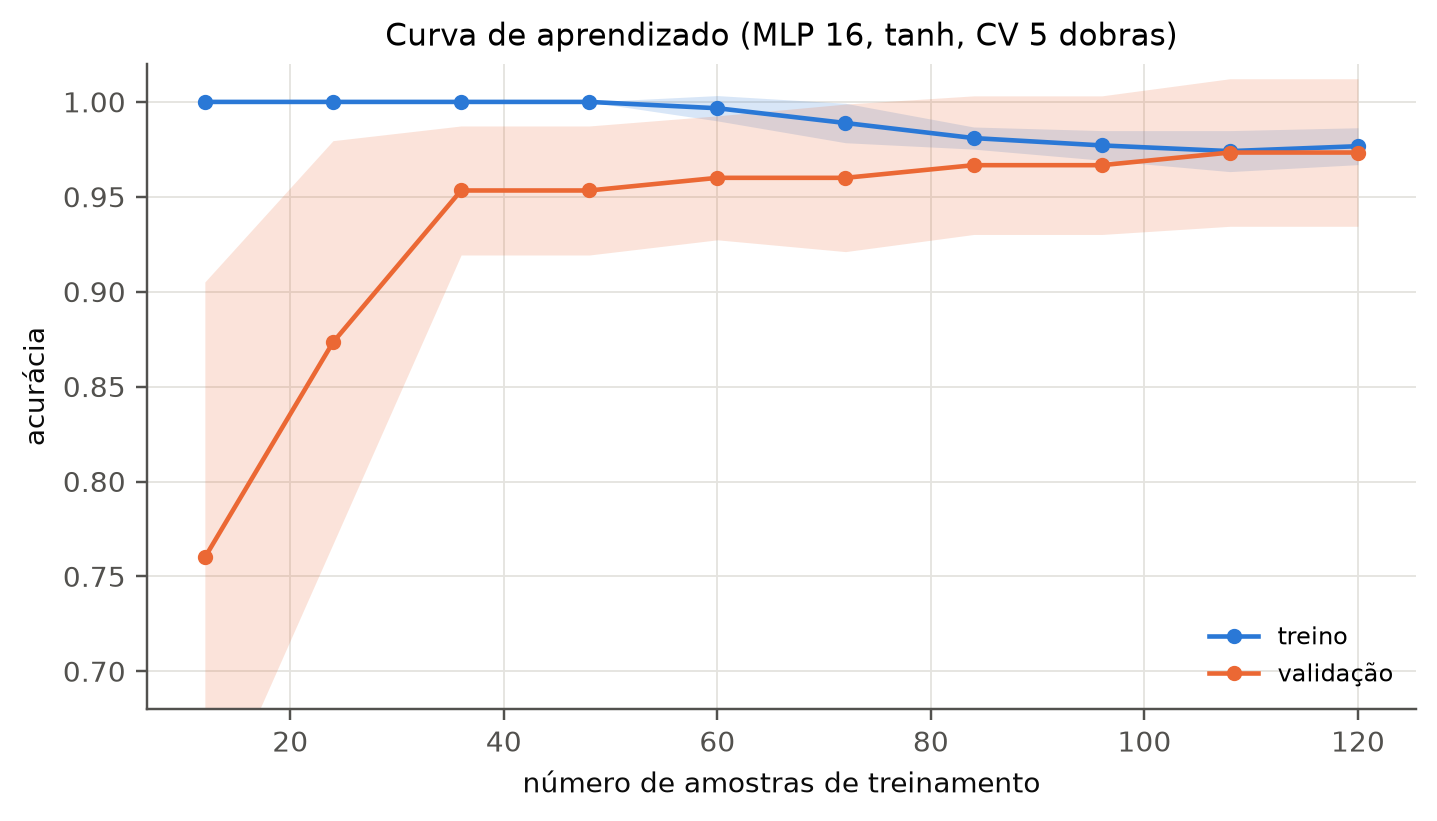 Curva de aprendizado (MLP 16, tanh, CV 5 dobras)
acurácia
1.00
0.95
0.90
0.85
0.80
0.75
0.70
treino
validação
20 40 60 80 100 120
número de amostras de treinamento